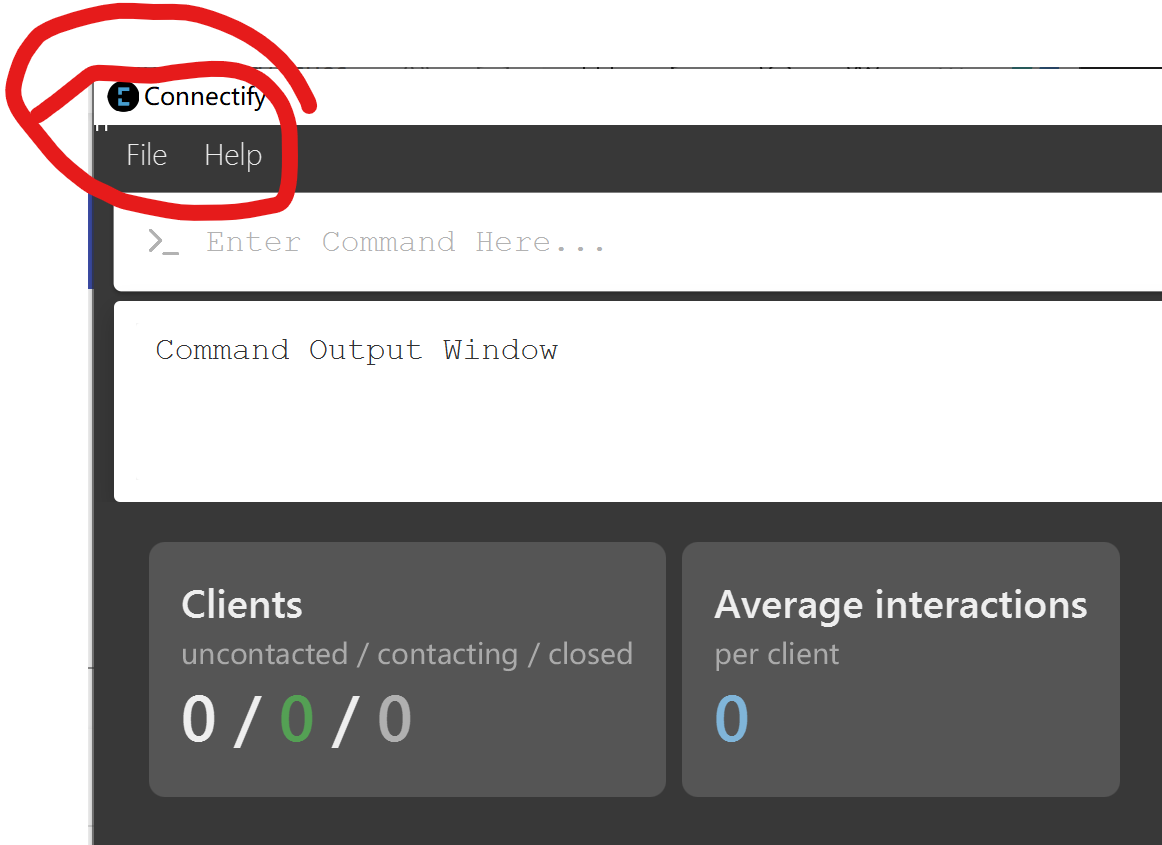 Connectify
File Help
>_ Enter Command Here...
Command Output Window
Clients
uncontacted / contacting / closed
0 / 0 / 0
Average interactions
per client
0